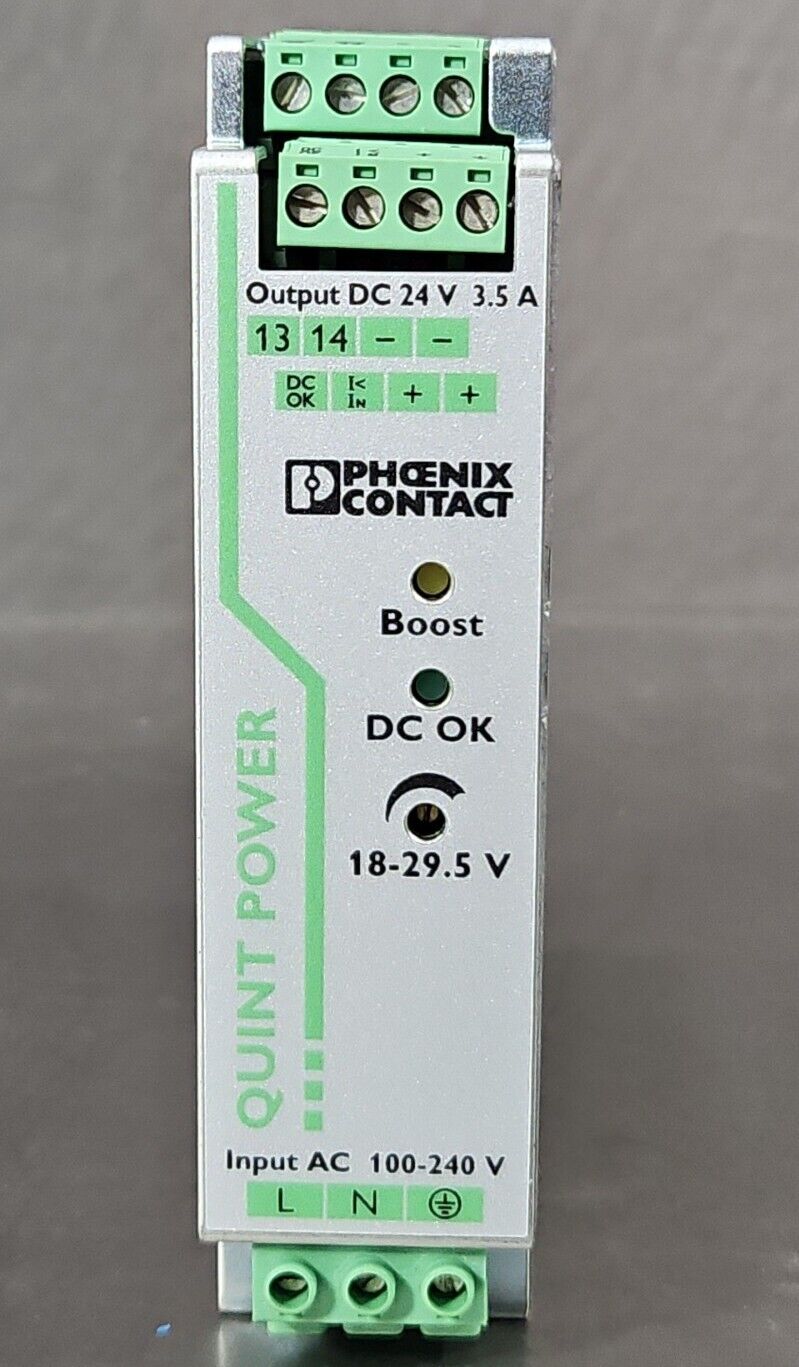 Output DC 24 V 3.5 A
13 14 – –
DC OK I< IN + +
PHŒNIX
CONTACT
Boost
DC OK
18-29.5 V
QUINT POWER
Input AC 100-240 V
L N